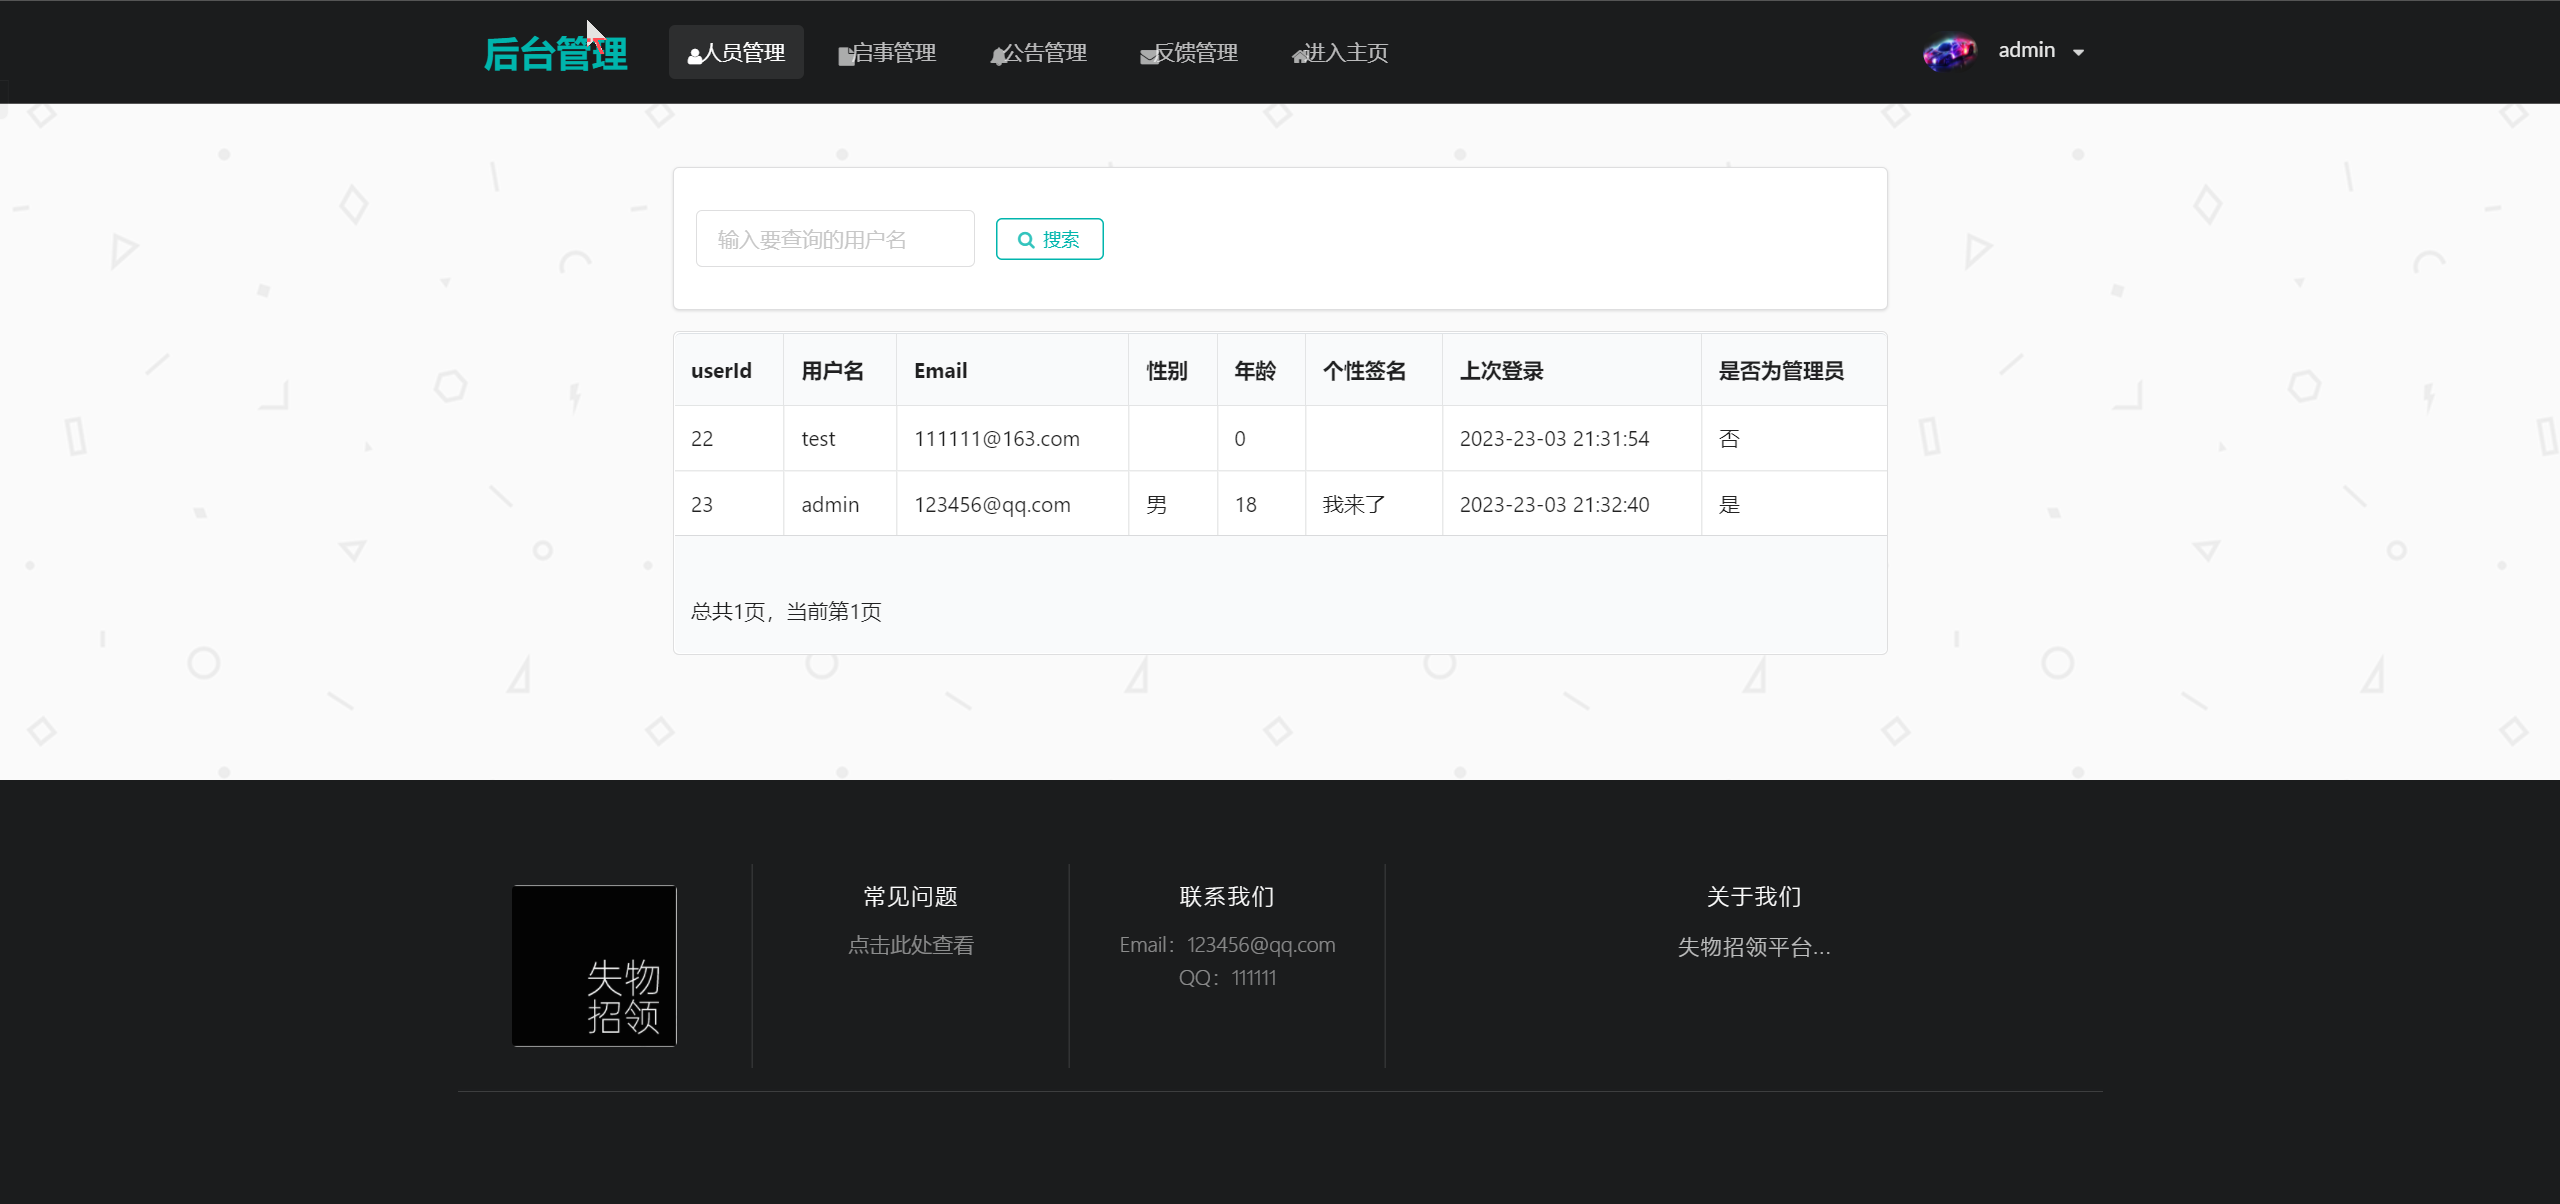 后台管理 人员管理 启事管理 公告管理 反馈管理 进入主页 admin
输入要查询的用户名 搜索
userId 用户名 Email 性别 年龄 个性签名 上次登录 是否为管理员
22 test 111111@163.com 0 2023-23-03 21:31:54 否
23 admin 123456@qq.com 男 18 我来了 2023-23-03 21:32:40 是
总共1页，当前第1页
失物
招领
常见问题
点击此处查看
联系我们
Email：123456@qq.com
QQ：111111
关于我们
失物招领平台...